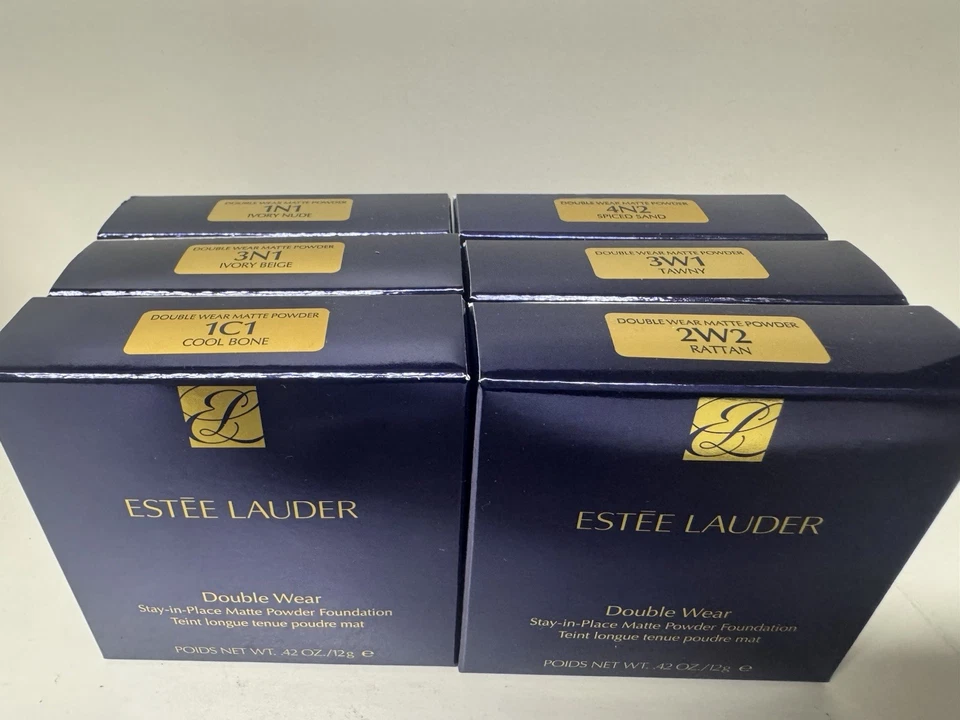 DOUBLE WEAR MATTE POWDER
1N1
IVORY NUDE
DOUBLE WEAR MATTE POWDER
4N2
SPICED SAND
DOUBLE WEAR MATTE POWDER
3N1
IVORY BEIGE
DOUBLE WEAR MATTE POWDER
3W1
TAWNY
DOUBLE WEAR MATTE POWDER
1C1
COOL BONE
DOUBLE WEAR MATTE POWDER
2W2
RATTAN
EL
ESTĒE LAUDER
Double Wear
Stay-in-Place Matte Powder Foundation
Teint longue tenue poudre mat
POIDS NET WT. .42 OZ./12g ℮
EL
ESTĒE LAUDER
Double Wear
Stay-in-Place Matte Powder Foundation
Teint longue tenue poudre mat
POIDS NET WT. .42 OZ./12g ℮